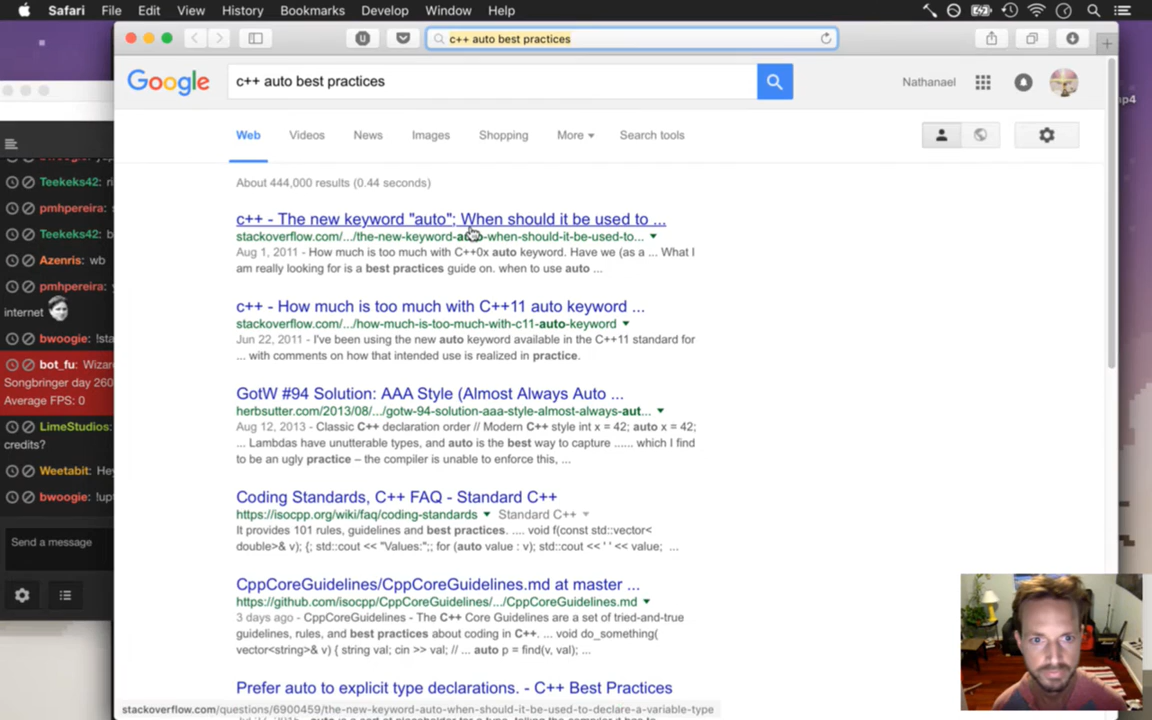 Safari File Edit View History Bookmarks Develop Window Help
c++ auto best practices
Google
c++ auto best practices
Nathanael
Web Videos News Images Shopping More Search tools
About 444,000 results (0.44 seconds)
c++ - The new keyword "auto"; When should it be used to ...
stackoverflow.com/.../the-new-keyword-auto-when-should-it-be-used-to...
Aug 1, 2011 - How much is too much with C++0x auto keyword. Have we (as a ... What I
am really looking for is a best practices guide on. when to use auto ...
c++ - How much is too much with C++11 auto keyword ...
stackoverflow.com/.../how-much-is-too-much-with-c11-auto-keyword
Jun 22, 2011 - I've been using the new auto keyword available in the C++11 standard for
... with comments on how that intended use is realized in practice.
GotW #94 Solution: AAA Style (Almost Always Auto ...
herbsutter.com/2013/08/.../gotw-94-solution-aaa-style-almost-always-aut...
Aug 12, 2013 - Classic C++ declaration order // Modern C++ style int x = 42; auto x = 42;
... Lambdas have unutterable types, and auto is the best way to capture ...... which I find
to be an ugly practice – the compiler is unable to enforce this, ...
Coding Standards, C++ FAQ - Standard C++
https://isocpp.org/wiki/faq/coding-standards Standard C++
It provides 101 rules, guidelines and best practices. ... void f(const std::vector<
double>& v); {; std::cout << "Values:";; for (auto value : v); std::cout << ' ' << value; ...
CppCoreGuidelines/CppCoreGuidelines.md at master ...
https://github.com/isocpp/CppCoreGuidelines/.../CppCoreGuidelines.md
3 days ago - CppCoreGuidelines - The C++ Core Guidelines are a set of tried-and-true
guidelines, rules, and best practices about coding in C++. ... void do_something(
vector<string>& v) { string val; cin >> val; // ... auto p = find(v, val); ...
Prefer auto to explicit type declarations. - C++ Best Practices
stackoverflow.com/questions/6900459/the-new-keyword-auto-when-should-it-be-used-to-declare-a-variable-type
Teekeks42: ri
pmhpereira: s
Teekeks42: b
Azenris: wb
pmhpereira: y
internet
bwoogie: !sta
bot_fu: Wizar
Songbringer day 260
Average FPS: 0
LimeStudios:
credits?
Weetabit: Hey
bwoogie: !upt
Send a message
mp4